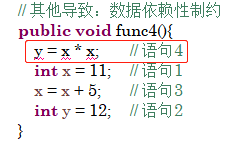 // 其他导致：数据依赖性制约
public void func4(){
y = x * x; // 语句4
int x = 11; // 语句1
x = x + 5; // 语句3
int y = 12; // 语句2
}